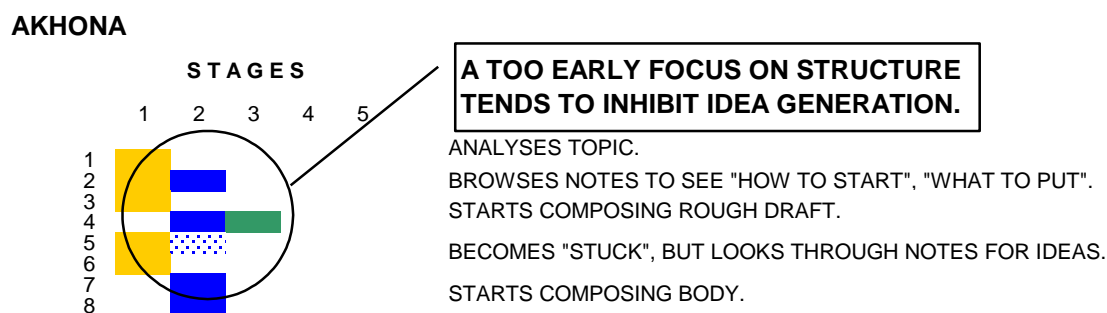 AKHONA
S T A G E S
A TOO EARLY FOCUS ON STRUCTURE
TENDS TO INHIBIT IDEA GENERATION.
1 2 3 4 5
1
2
3
4
5
6
7
8
ANALYSES TOPIC.
BROWSES NOTES TO SEE "HOW TO START", "WHAT TO PUT".
STARTS COMPOSING ROUGH DRAFT.
BECOMES "STUCK", BUT LOOKS THROUGH NOTES FOR IDEAS.
STARTS COMPOSING BODY.